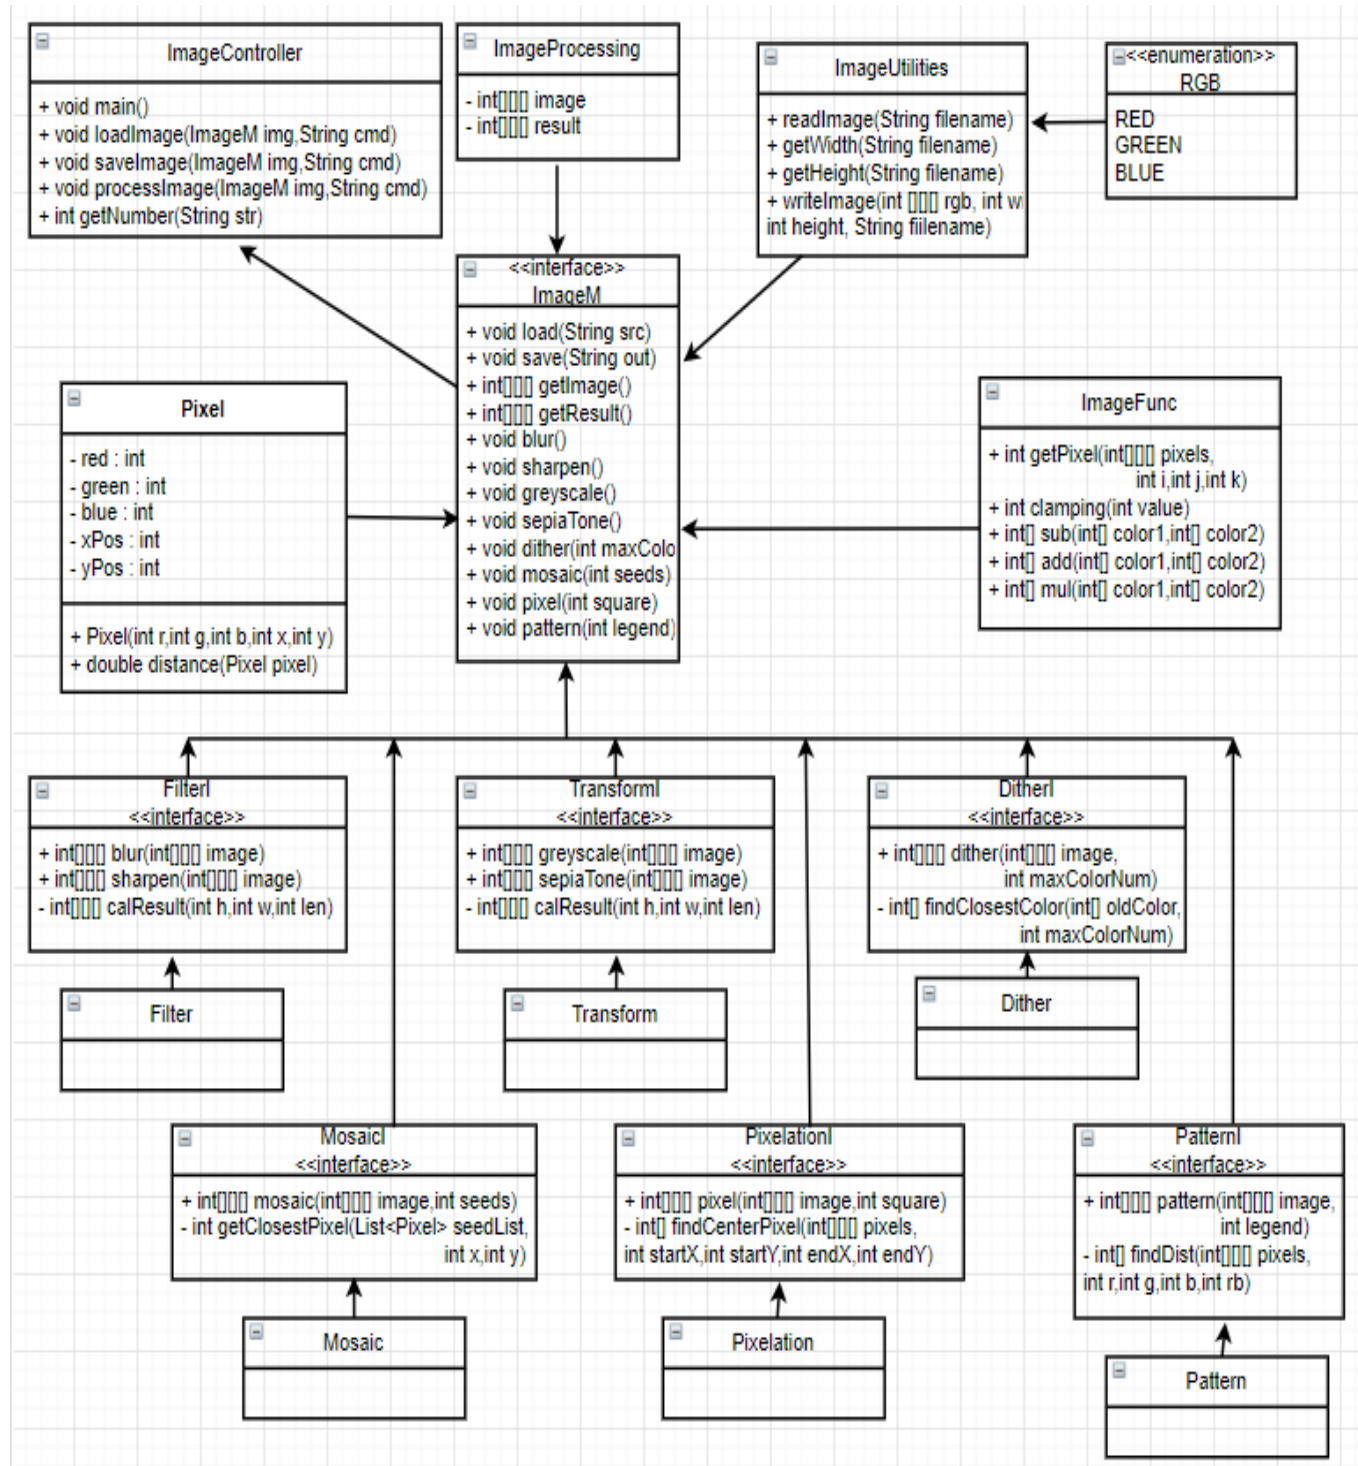 ImageController
+ void main()
+ void loadImage(ImageM img,String cmd)
+ void saveImage(ImageM img,String cmd)
+ void processImage(ImageM img,String cmd)
+ int getNumber(String str)
ImageProcessing
- int[][][] image
- int[][][] result
ImageUtilities
+ readImage(String filename)
+ getWidth(String filename)
+ getHeight(String filename)
+ writeImage(int [][][] rgb, int wi
int height, String fiilename)
<<enumeration>>
RGB
RED
GREEN
BLUE
<<interface>>
ImageM
+ void load(String src)
+ void save(String out)
+ int[][][] getImage()
+ int[][][] getResult()
+ void blur()
+ void sharpen()
+ void greyscale()
+ void sepiaTone()
+ void dither(int maxColo
+ void mosaic(int seeds)
+ void pixel(int square)
+ void pattern(int legend)
Pixel
- red : int
- green : int
- blue : int
- xPos : int
- yPos : int
+ Pixel(int r,int g,int b,int x,int y)
+ double distance(Pixel pixel)
ImageFunc
+ int getPixel(int[][][] pixels,
int i,int j,int k)
+ int clamping(int value)
+ int[] sub(int[] color1,int[] color2)
+ int[] add(int[] color1,int[] color2)
+ int[] mul(int[] color1,int[] color2)
FilterI
<<interface>>
+ int[][][] blur(int[][][] image)
+ int[][][] sharpen(int[][][] image)
- int[][][] calResult(int h,int w,int len)
TransformI
<<interface>>
+ int[][][] greyscale(int[][][] image)
+ int[][][] sepiaTone(int[][][] image)
- int[][][] calResult(int h,int w,int len)
DitherI
<<interface>>
+ int[][][] dither(int[][][] image,
int maxColorNum)
- int[] findClosestColor(int[] oldColor,
int maxColorNum)
Filter
Transform
Dither
MosaicI
<<interface>>
+ int[][][] mosaic(int[][][] image,int seeds)
- int getClosestPixel(List<Pixel> seedList,
int x,int y)
PixelationI
<<interface>>
+ int[][][] pixel(int[][][] image,int square)
- int[] findCenterPixel(int[][][] pixels,
int startX,int startY,int endX,int endY)
PatternI
<<interface>>
+ int[][][] pattern(int[][][] image,
int legend)
- int[] findDist(int[][][] pixels,
int r,int g,int b,int rb)
Mosaic
Pixelation
Pattern